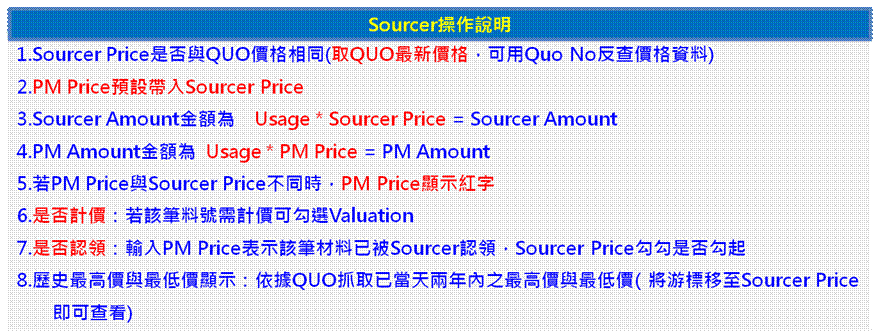 Sourcer操作說明
1.Sourcer Price是否與QUO價格相同(取QUO最新價格，可用Quo No反查價格資料)
2.PM Price預設帶入Sourcer Price
3.Sourcer Amount金額為 Usage * Sourcer Price = Sourcer Amount
4.PM Amount金額為 Usage * PM Price = PM Amount
5.若PM Price與Sourcer Price不同時，PM Price顯示紅字
6.是否計價：若該筆料號需計價可勾選Valuation
7.是否認領：輸入PM Price表示該筆材料已被Sourcer認領，Sourcer Price勾勾是否勾起
8.歷史最高價與最低價顯示：依據QUO抓取已當天兩年內之最高價與最低價( 將游標移至Sourcer Price
即可查看)